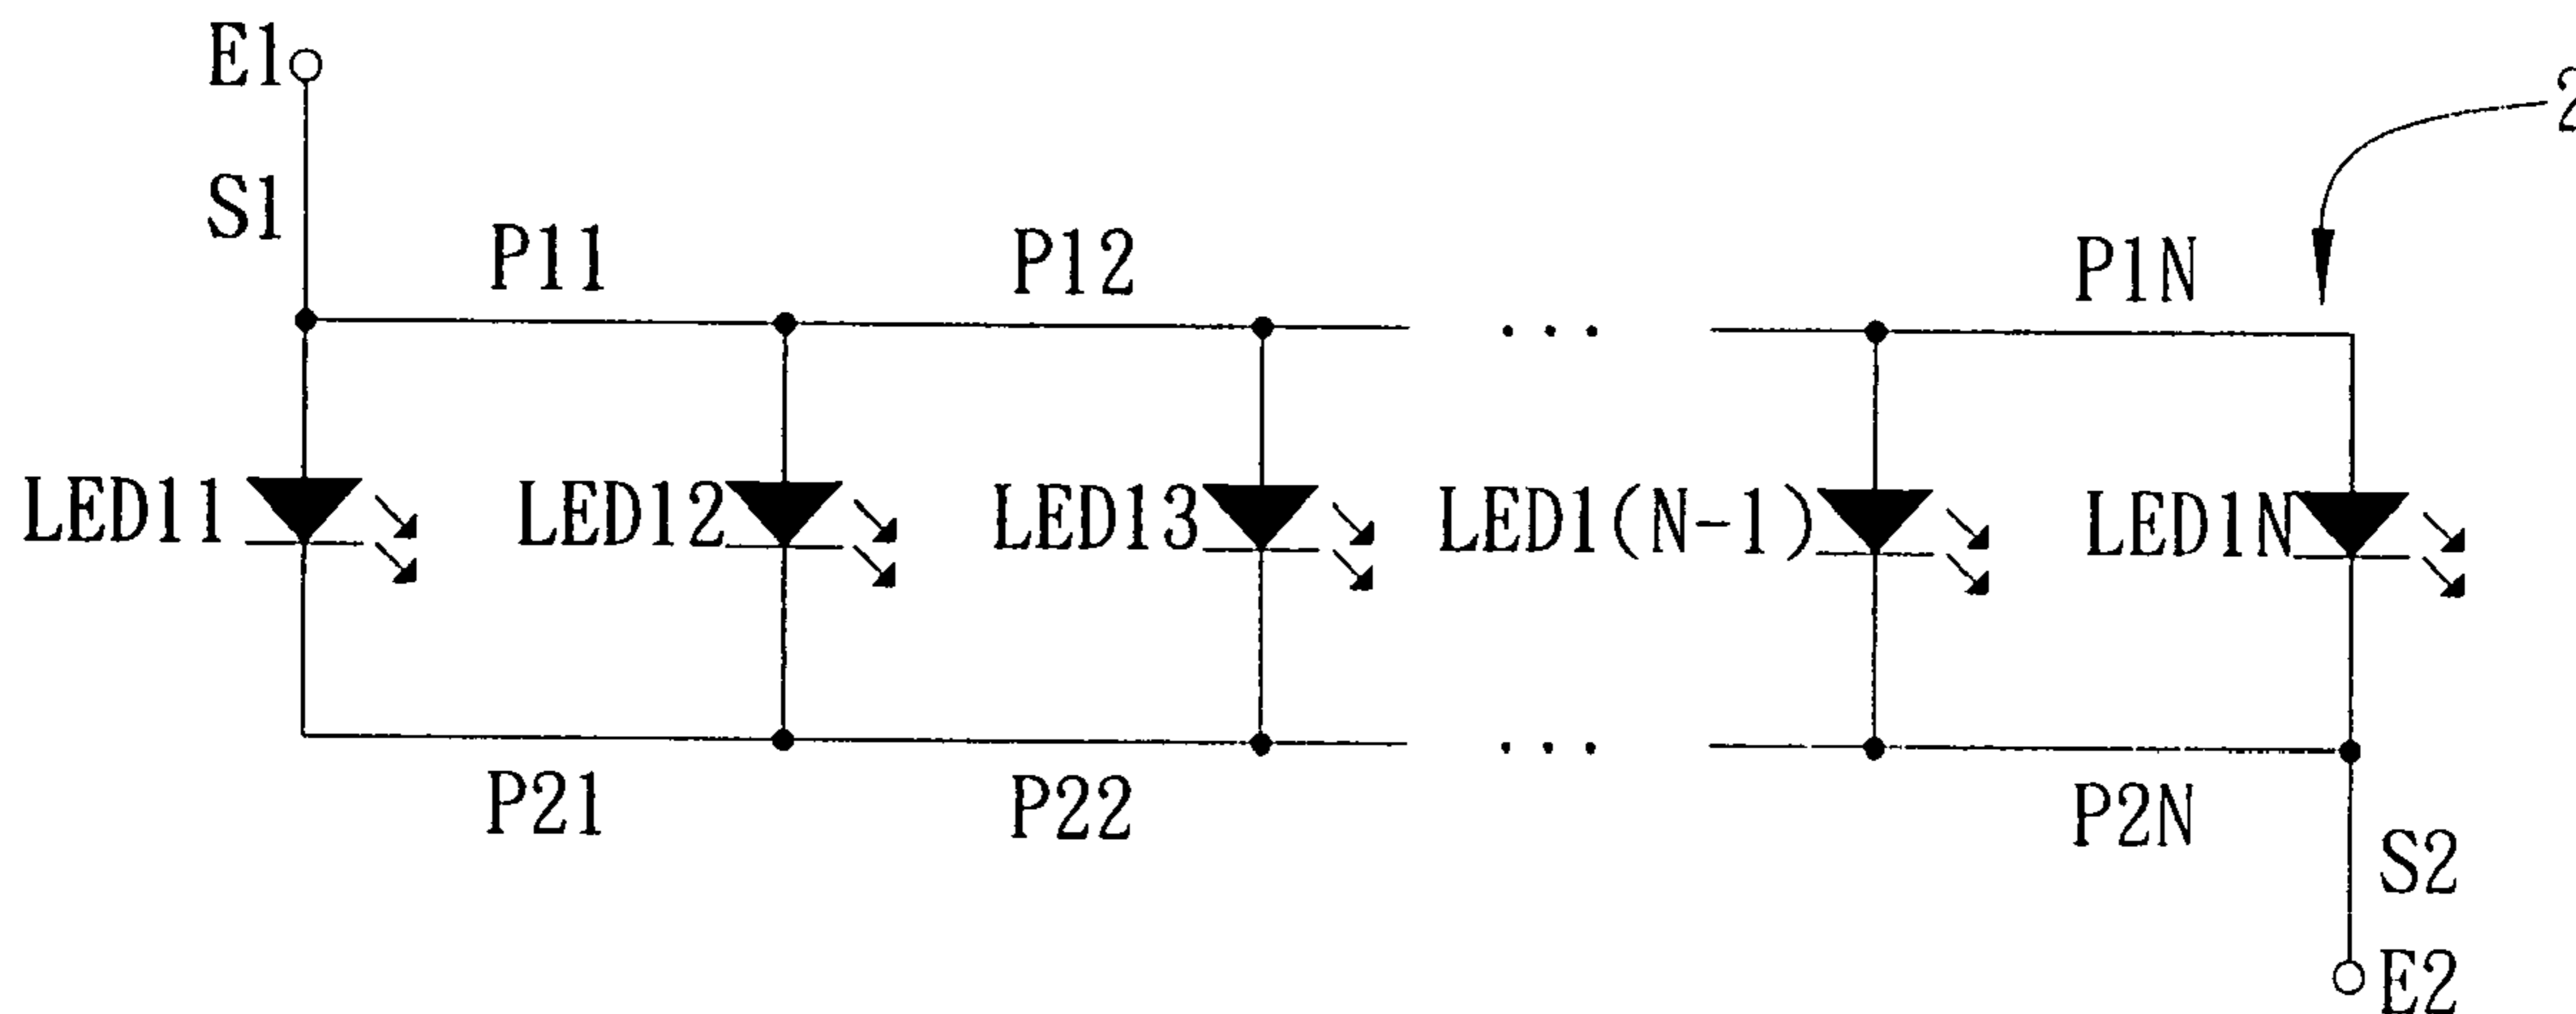 E1
2
S1
P11 P12 P1N
LED11 LED12 LED13 LED1(N-1) LED1N
P21 P22 P2N
S2
E2